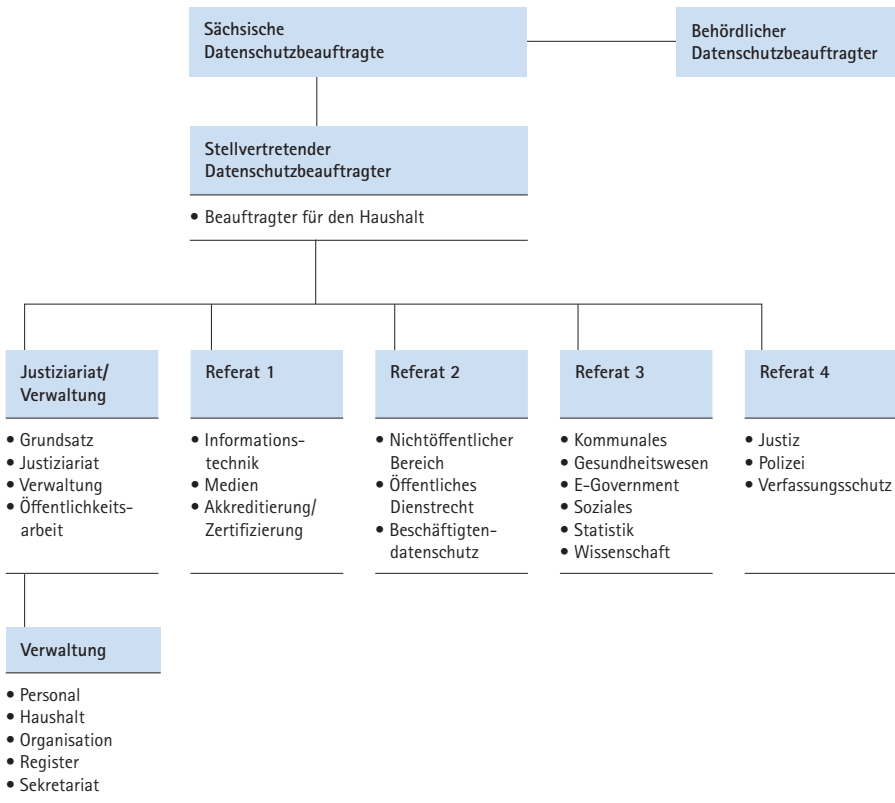 Sächsische
Datenschutzbeauftragte
Behördlicher
Datenschutzbeauftragter
Stellvertretender
Datenschutzbeauftragter
• Beauftragter für den Haushalt
Justiziariat/
Verwaltung
• Grundsatz
• Justiziariat
• Verwaltung
• Öffentlichkeits-
arbeit
Referat 1
• Informations-
technik
• Medien
• Akkreditierung/
Zertifizierung
Referat 2
• Nichtöffentlicher
Bereich
• Öffentliches
Dienstrecht
• Beschäftigten-
datenschutz
Referat 3
• Kommunales
• Gesundheitswesen
• E-Government
• Soziales
• Statistik
• Wissenschaft
Referat 4
• Justiz
• Polizei
• Verfassungsschutz
Verwaltung
• Personal
• Haushalt
• Organisation
• Register
• Sekretariat